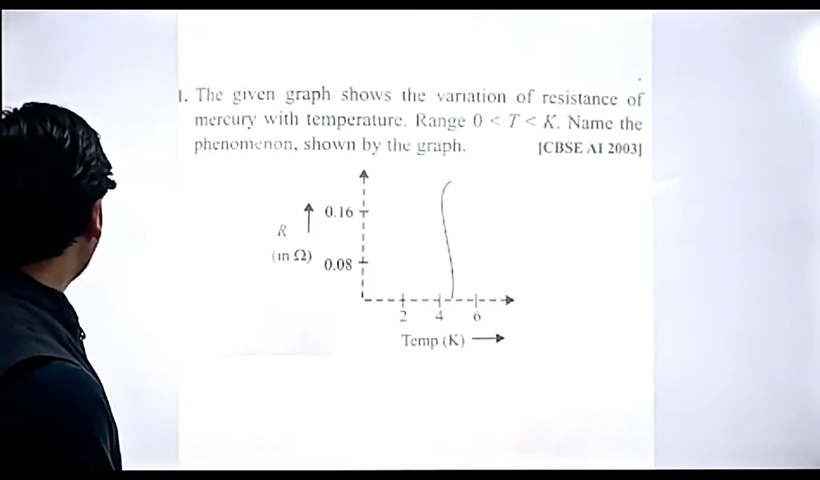 1. The given graph shows the variation of resistance of
mercury with temperature. Range 0 < T < K. Name the
phenomenon, shown by the graph. [CBSE AI 2003]
0.16
R
(in Ω)
0.08
2 4 6
Temp (K)